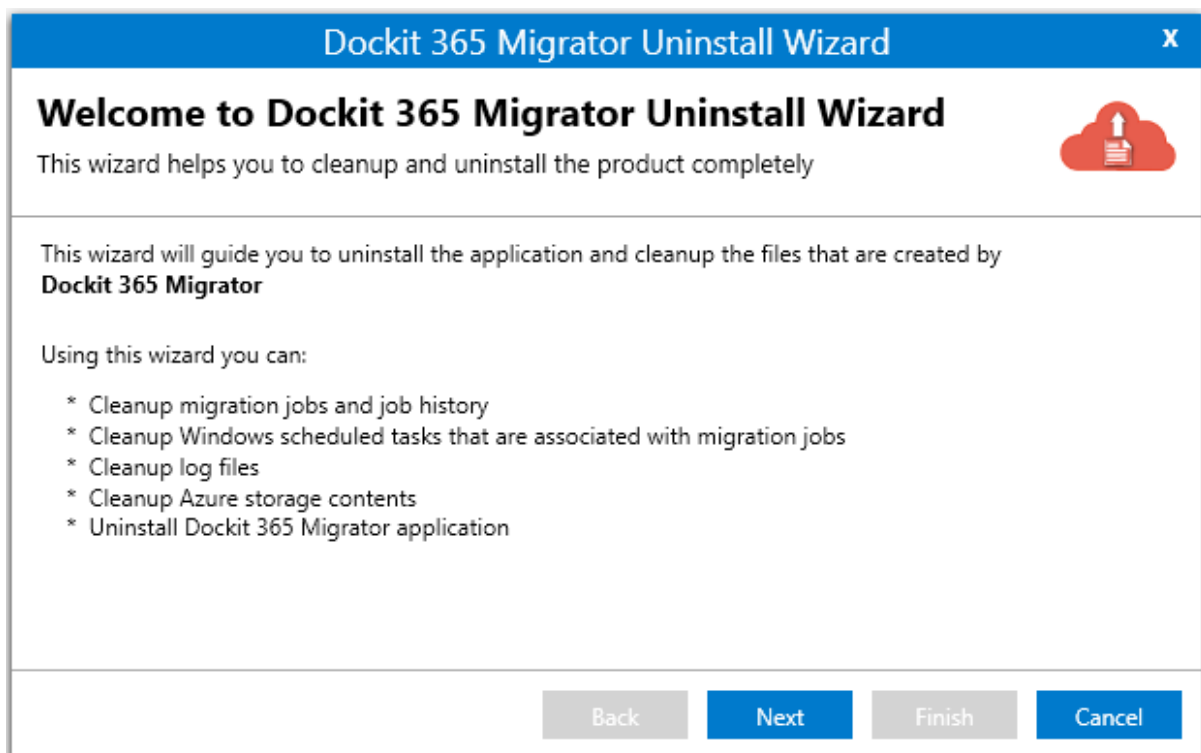 Dockit 365 Migrator Uninstall Wizard X
Welcome to Dockit 365 Migrator Uninstall Wizard
This wizard helps you to cleanup and uninstall the product completely
This wizard will guide you to uninstall the application and cleanup the files that are created by
Dockit 365 Migrator
Using this wizard you can:
* Cleanup migration jobs and job history
* Cleanup Windows scheduled tasks that are associated with migration jobs
* Cleanup log files
* Cleanup Azure storage contents
* Uninstall Dockit 365 Migrator application
Back Next Finish Cancel